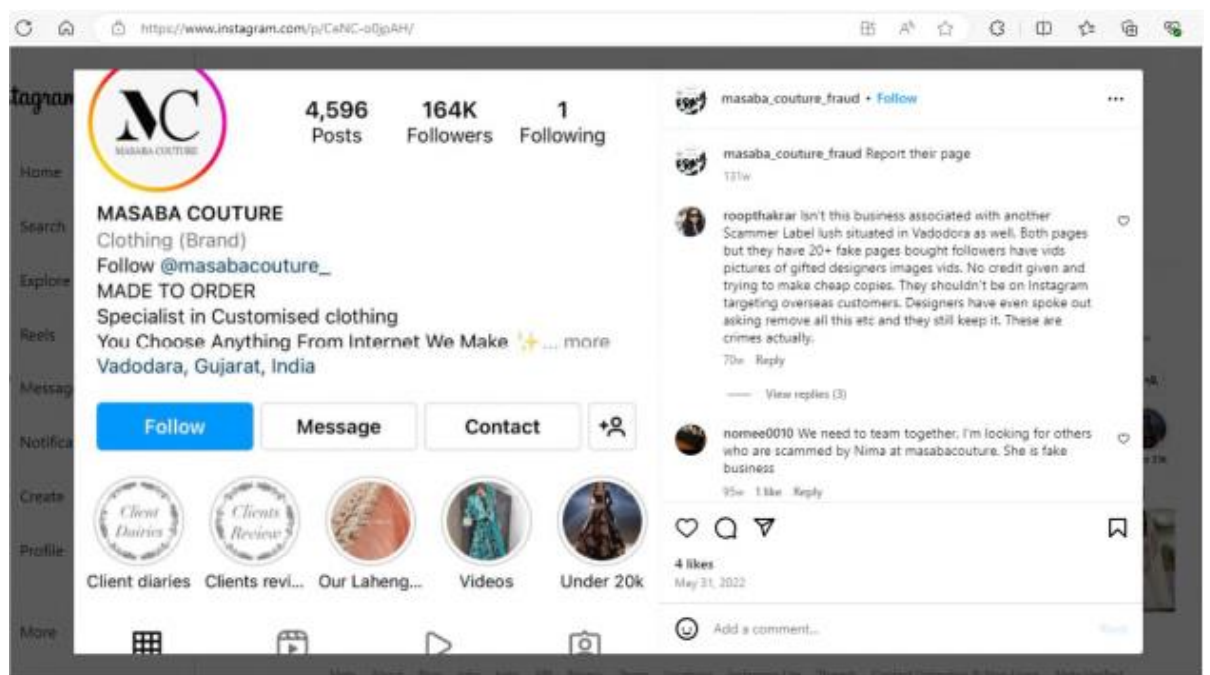 https://www.instagram.com/p/CeNC-o0jpAH/
tagram
Home
Search
Explore
Reels
Messag
Notifica
Create
Profile
More
NC
MASABA COUTURE
4,596
Posts
164K
Followers
1
Following
MASABA COUTURE
Clothing (Brand)
Follow @masabacouture_
MADE TO ORDER
Specialist in Customised clothing
You Choose Anything From Internet We Make ✨... more
Vadodara, Gujarat, India
Follow
Message
Contact
Client
Dairies
Clients
Review
Client diaries
Clients revi...
Our Laheng...
Videos
Under 20k
masaba_couture_fraud • Follow
masaba_couture_fraud Report their page
131w
roopthakrar Isn't this business associated with another
Scammer Label lush situated in Vadodora as well. Both pages
but they have 20+ fake pages bought followers have vids
pictures of gifted designers images vids. No credit given and
trying to make cheap copies. They shouldn't be on Instagram
targeting overseas customers. Designers have even spoke out
asking remove all this etc and they still keep it. These are
crimes actually.
70w Reply
View replies (3)
nomee0010 We need to team together. I'm looking for others
who are scammed by Nima at masabacouture. She is fake
business
95w 1 like Reply
4 likes
May 31, 2022
Add a comment...